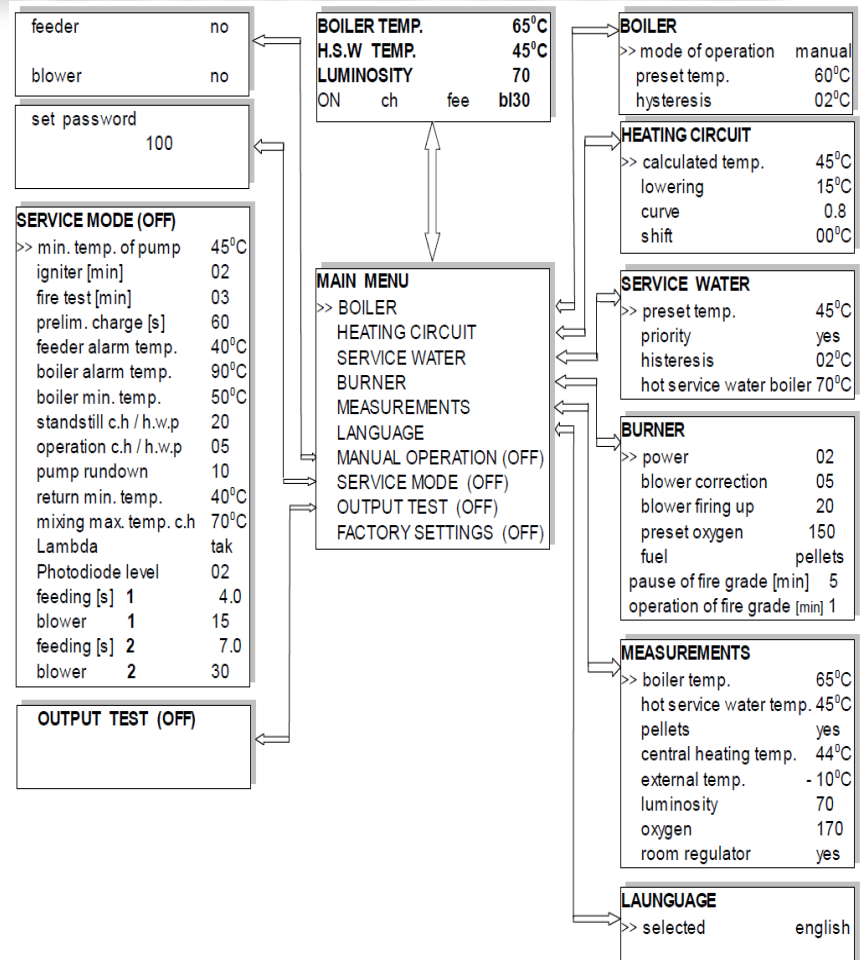 feeder no
blower no
set password
100
SERVICE MODE (OFF)
>> min. temp. of pump 45⁰C
igniter [min] 02
fire test [min] 03
prelim. charge [s] 60
feeder alarm temp. 40⁰C
boiler alarm temp. 90⁰C
boiler min. temp. 50⁰C
standstill c.h / h.w.p 20
operation c.h / h.w.p 05
pump rundown 10
return min. temp. 40⁰C
mixing max. temp. c.h 70⁰C
Lambda tak
Photodiode level 02
feeding [s] 1 4.0
blower 1 15
feeding [s] 2 7.0
blower 2 30
OUTPUT TEST (OFF)
BOILER TEMP. 65⁰C
H.S.W TEMP. 45⁰C
LUMINOSITY 70
ON ch fee bl30
MAIN MENU
>> BOILER
HEATING CIRCUIT
SERVICE WATER
BURNER
MEASUREMENTS
LANGUAGE
MANUAL OPERATION (OFF)
SERVICE MODE (OFF)
OUTPUT TEST (OFF)
FACTORY SETTINGS (OFF)
BOILER
>> mode of operation manual
preset temp. 60⁰C
hysteresis 02⁰C
HEATING CIRCUIT
>> calculated temp. 45⁰C
lowering 15⁰C
curve 0.8
shift 00⁰C
SERVICE WATER
>> preset temp. 45⁰C
priority yes
histeresis 02⁰C
hot service water boiler 70⁰C
BURNER
>> power 02
blower correction 05
blower firing up 20
preset oxygen 150
fuel pellets
pause of fire grade [min] 5
operation of fire grade [min] 1
MEASUREMENTS
>> boiler temp. 65⁰C
hot service water temp. 45⁰C
pellets yes
central heating temp. 44⁰C
external temp. - 10⁰C
luminosity 70
oxygen 170
room regulator yes
LAUNGUAGE
>> selected english